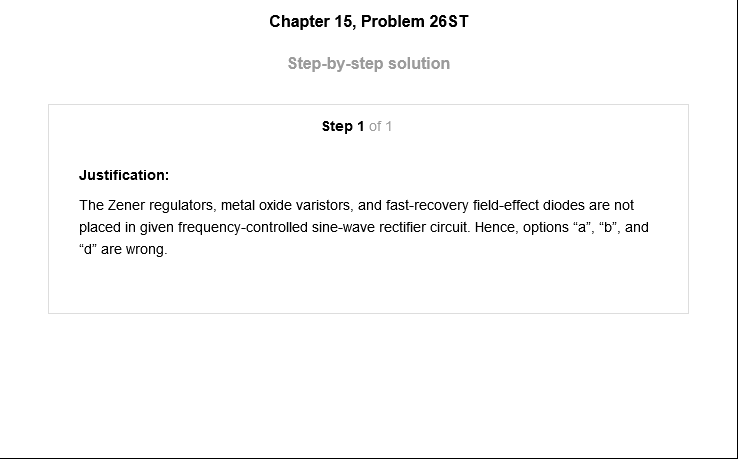 Chapter 15, Problem 26ST
Step-by-step solution
Step 1 of 1
Justification:
The Zener regulators, metal oxide varistors, and fast-recovery field-effect diodes are not
placed in given frequency-controlled sine-wave rectifier circuit. Hence, options “a”, “b”, and
“d” are wrong.